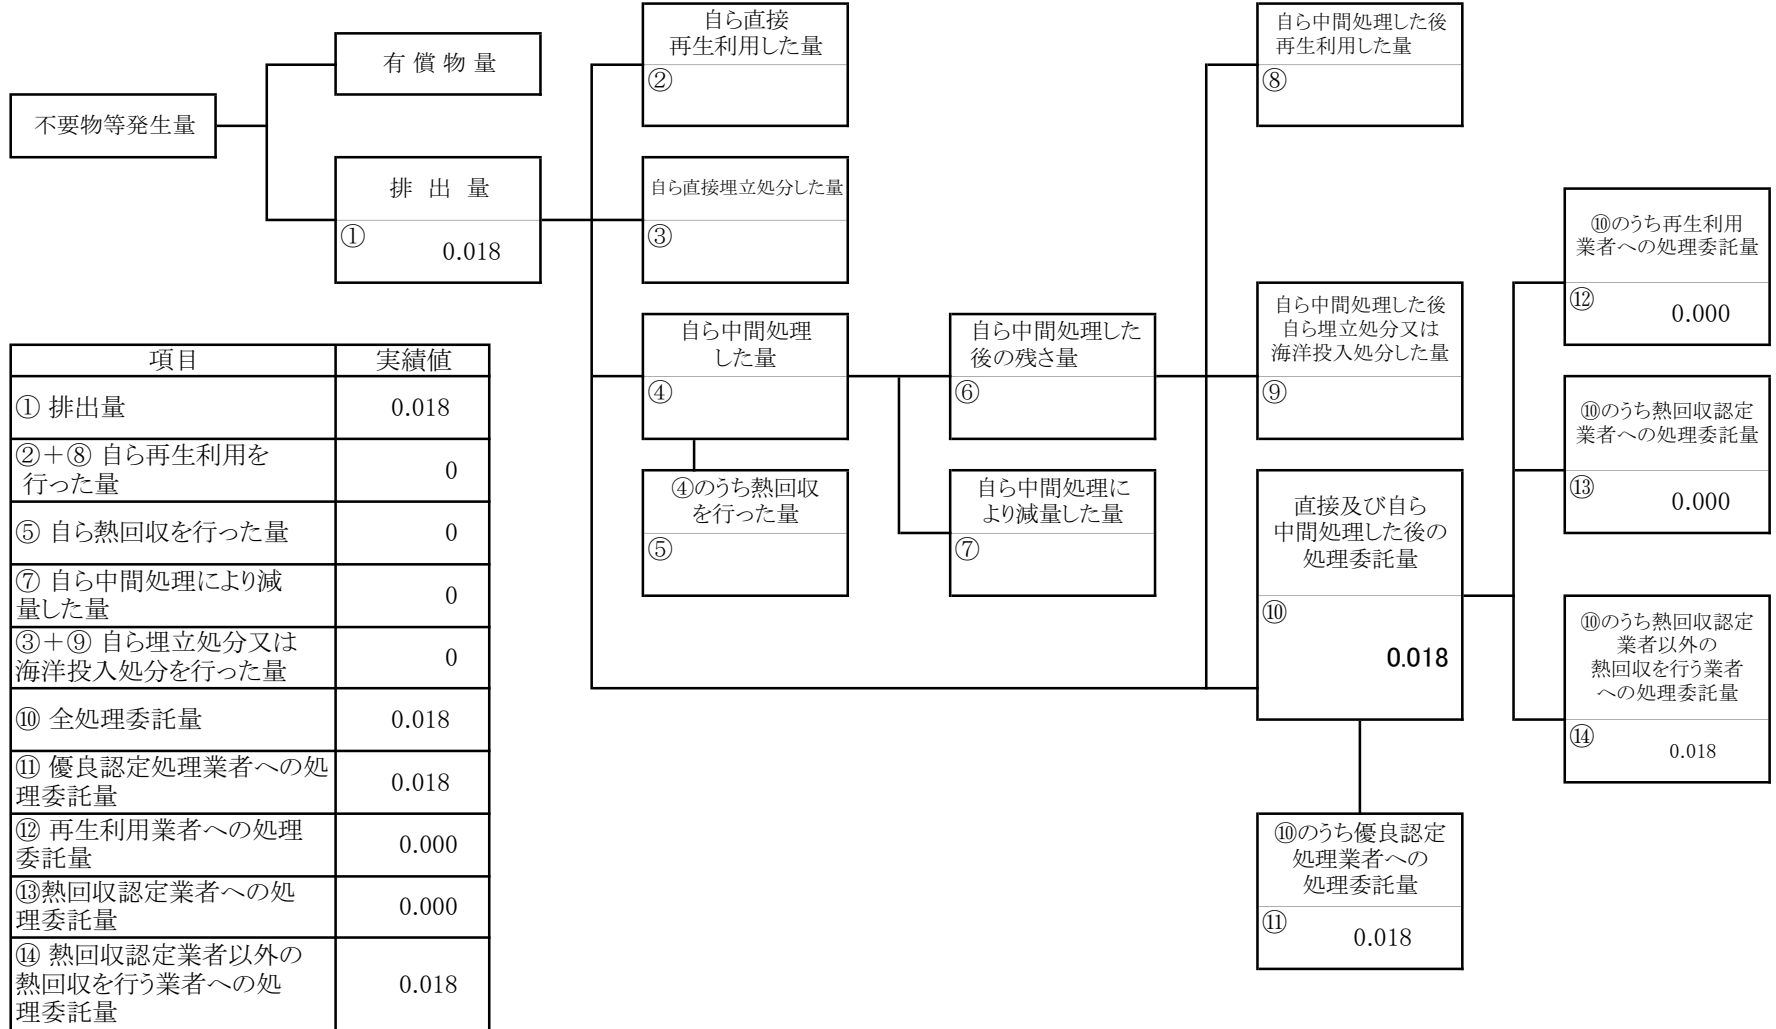 不要物等発生量
有 償 物 量
排 出 量
①
0.018
自ら直接
再生利用した量
②
自ら直接埋立処分した量
③
自ら中間処理
した量
④
④のうち熱回収
を行った量
⑤
自ら中間処理した
後の残さ量
⑥
自ら中間処理に
より減量した量
⑦
自ら中間処理した後
再生利用した量
⑧
自ら中間処理した後
自ら埋立処分又は
海洋投入処分した量
⑨
直接及び自ら
中間処理した後の
処理委託量
⑩
0.018
⑩のうち優良認定
処理業者への
処理委託量
⑪
0.018
⑩のうち再生利用
業者への処理委託量
⑫
0.000
⑩のうち熱回収認定
業者への処理委託量
⑬
0.000
⑩のうち熱回収認定
業者以外の
熱回収を行う業者
への処理委託量
⑭
0.018
項目 実績値
① 排出量 0.018
②＋⑧ 自ら再生利用を
行った量 0
⑤ 自ら熱回収を行った量 0
⑦ 自ら中間処理により減
量した量 0
③＋⑨ 自ら埋立処分又は
海洋投入処分を行った量 0
⑩ 全処理委託量 0.018
⑪ 優良認定処理業者への処
理委託量 0.018
⑫ 再生利用業者への処理
委託量 0.000
⑬熱回収認定業者への処
理委託量 0.000
⑭ 熱回収認定業者以外の
熱回収を行う業者への処
理委託量 0.018